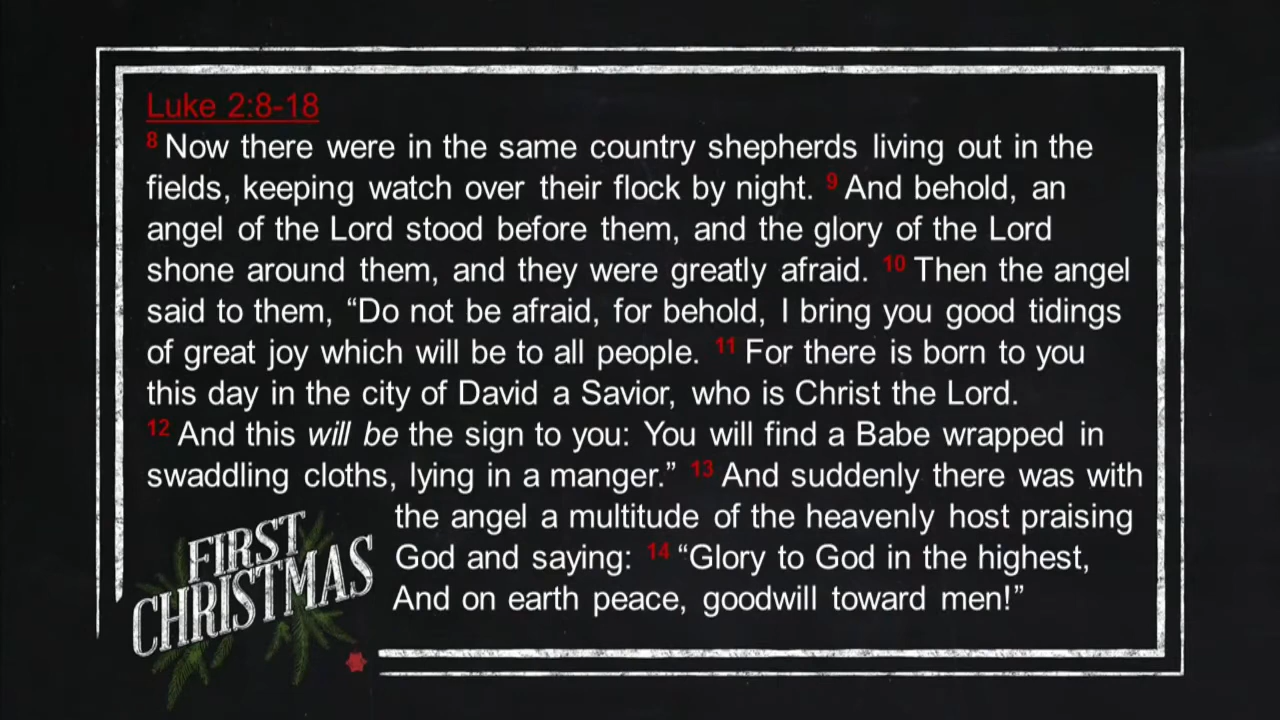 Luke 2:8-18
8 Now there were in the same country shepherds living out in the
fields, keeping watch over their flock by night. 9 And behold, an
angel of the Lord stood before them, and the glory of the Lord
shone around them, and they were greatly afraid. 10 Then the angel
said to them, “Do not be afraid, for behold, I bring you good tidings
of great joy which will be to all people. 11 For there is born to you
this day in the city of David a Savior, who is Christ the Lord.
12 And this will be the sign to you: You will find a Babe wrapped in
swaddling cloths, lying in a manger.” 13 And suddenly there was with
the angel a multitude of the heavenly host praising
God and saying: 14 “Glory to God in the highest,
And on earth peace, goodwill toward men!”
FIRST
CHRISTMAS